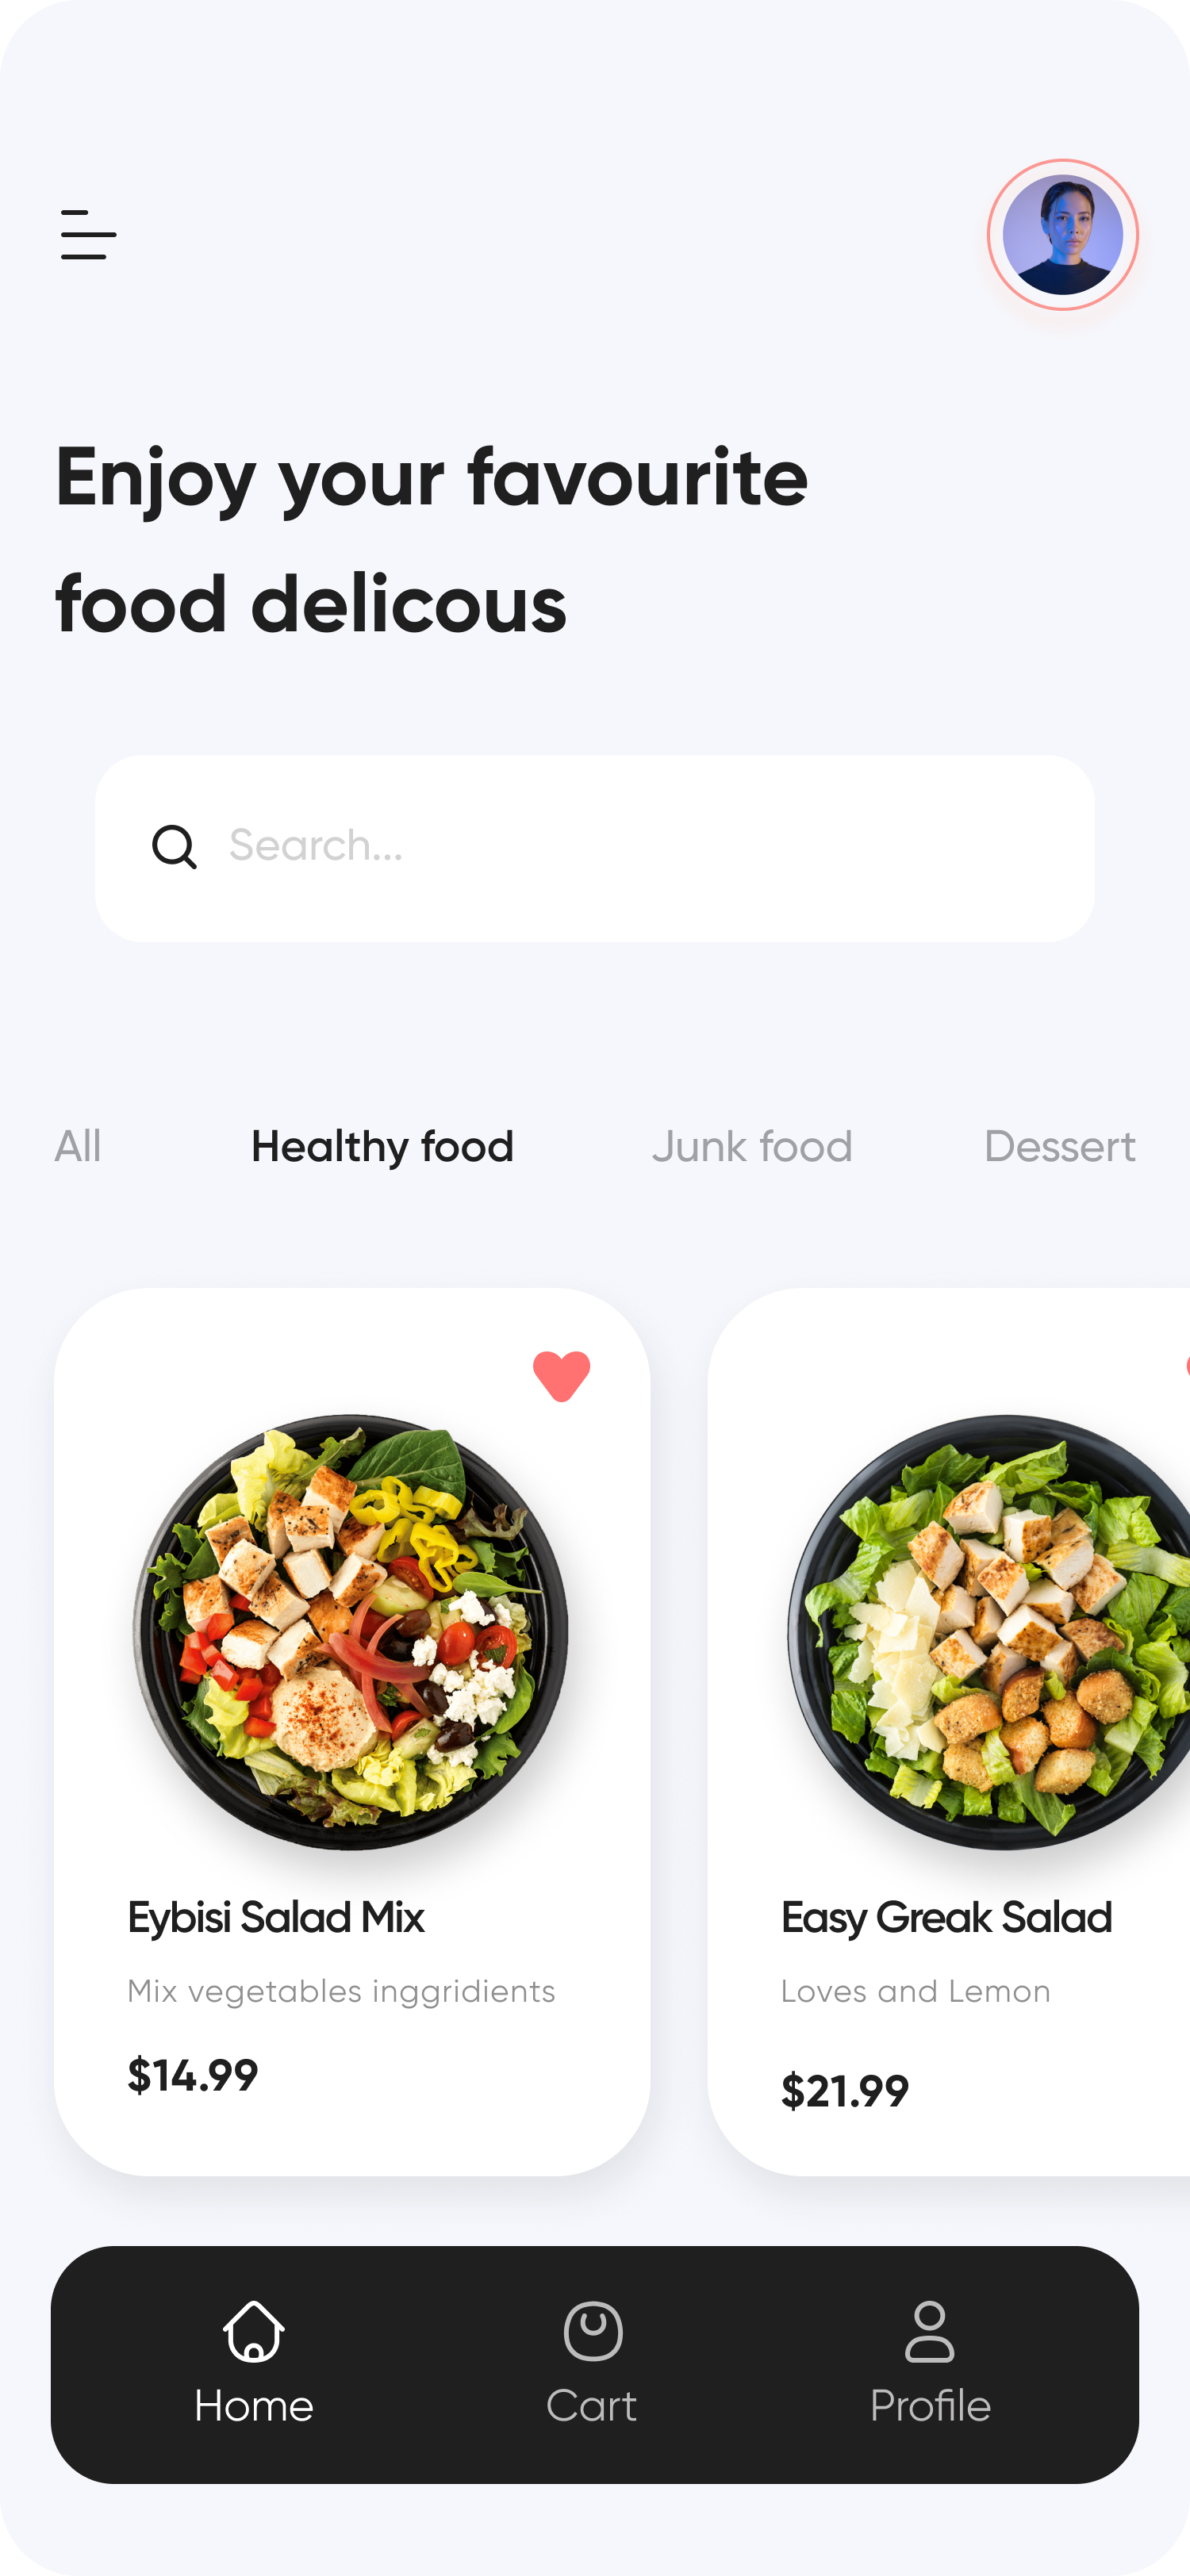 Enjoy your favourite
food delicous
Search...
All Healthy food Junk food Dessert
Eybisi Salad Mix
Mix vegetables inggridients
$14.99
Easy Greak Salad
Loves and Lemon
$21.99
Home Cart Profile